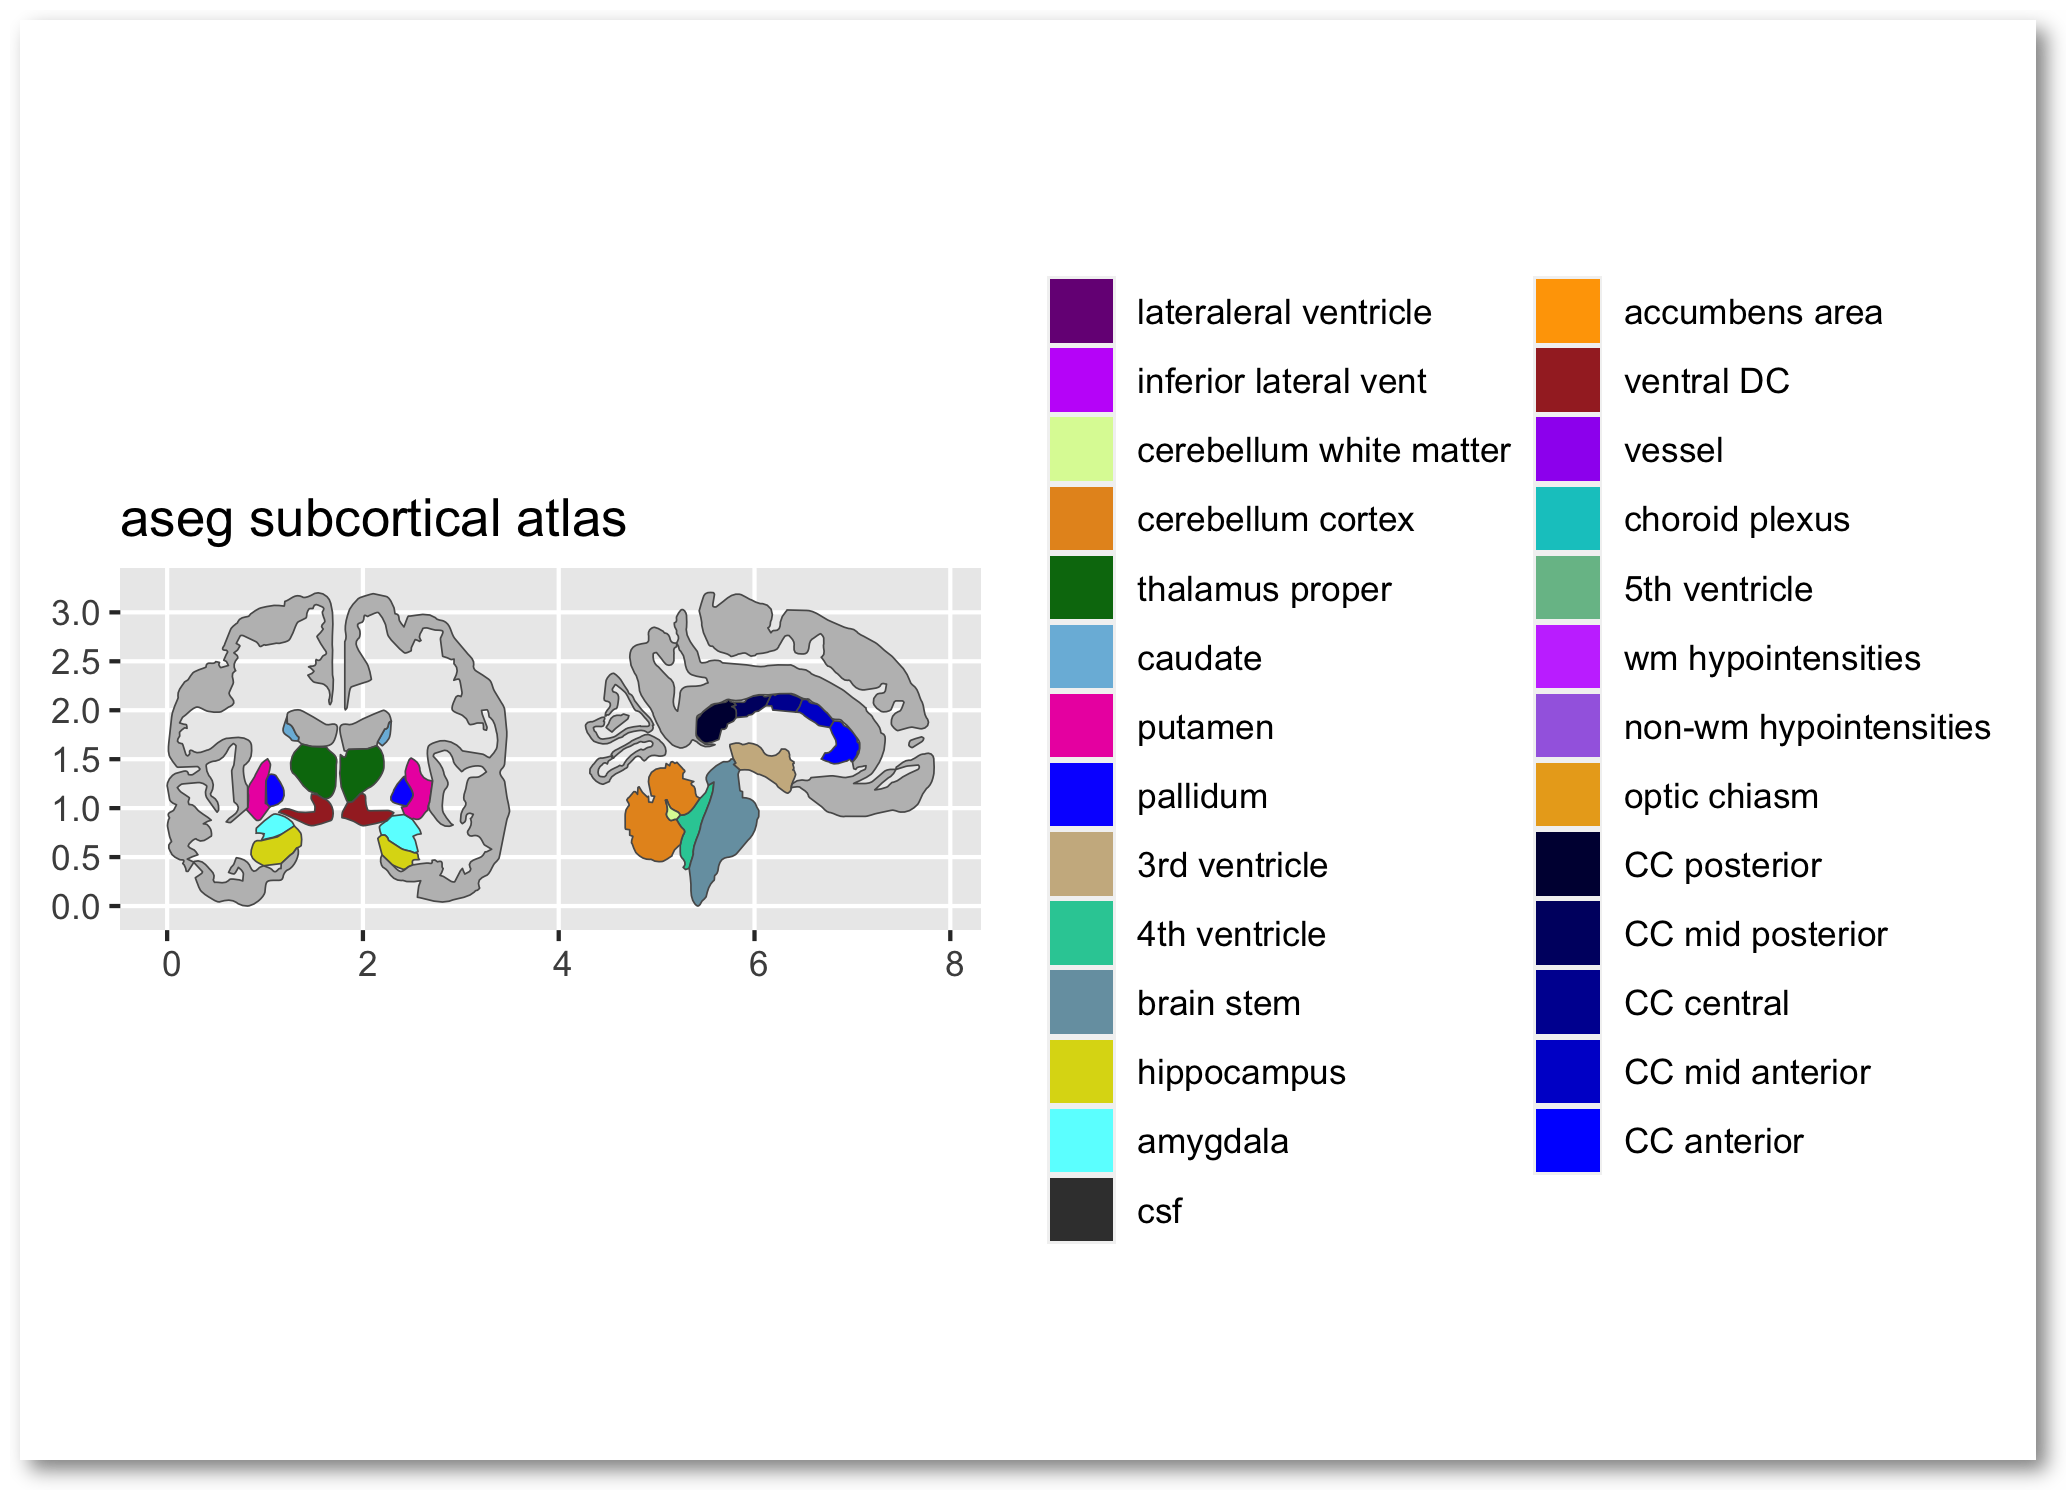 aseg subcortical atlas
3.0
2.5
2.0
1.5
1.0
0.5
0.0
0 2 4 6 8
lateraleral ventricle
inferior lateral vent
cerebellum white matter
cerebellum cortex
thalamus proper
caudate
putamen
pallidum
3rd ventricle
4th ventricle
brain stem
hippocampus
amygdala
csf
accumbens area
ventral DC
vessel
choroid plexus
5th ventricle
wm hypointensities
non-wm hypointensities
optic chiasm
CC posterior
CC mid posterior
CC central
CC mid anterior
CC anterior